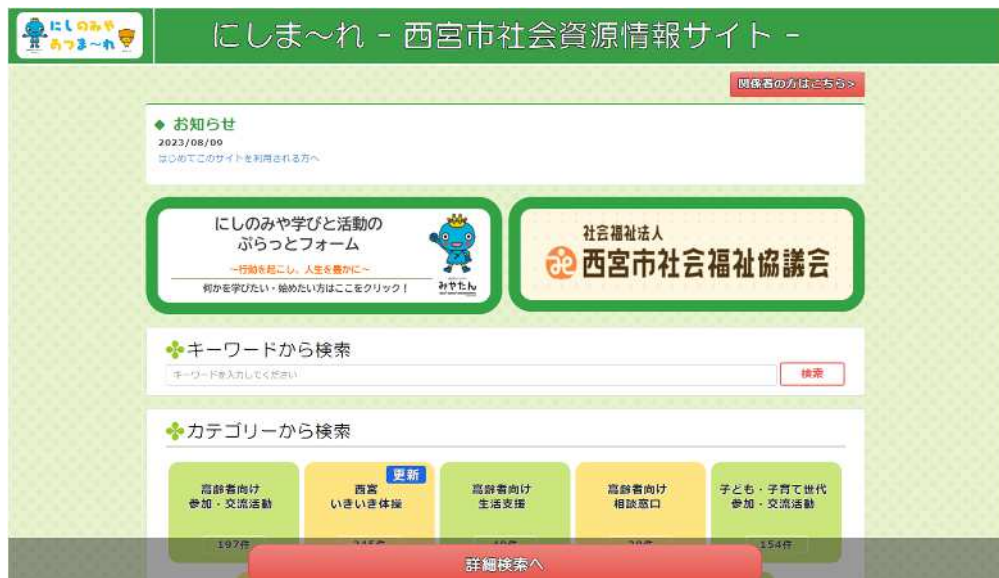 にしのみや
あつま～れ
にしま～れ - 西宮市社会資源情報サイト -
関係者の方はこちら>
お知らせ
2023/08/09
はじめてこのサイトを利用される方へ
にしのみや学びと活動の
ぷらっとフォーム
～行動を起こし、人生を豊かに～
何かを学びたい・始めたい方はここをクリック！
みやたん
社会福祉法人
西宮市社会福祉協議会
キーワードから検索
キーワードを入力してください
検索
カテゴリーから検索
高齢者向け
参加・交流活動
197件
更新
西宮
いきいき体操
高齢者向け
生活支援
高齢者向け
相談窓口
子ども・子育て世代
参加・交流活動
154件
詳細検索へ